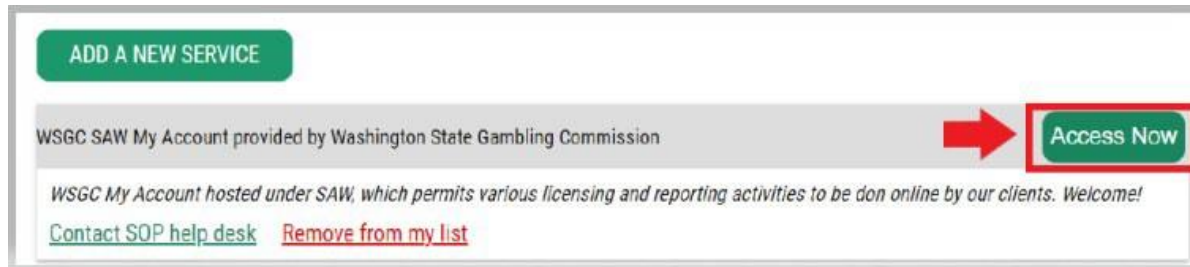 ADD A NEW SERVICE
WSGC SAW My Account provided by Washington State Gambling Commission
Access Now
WSGC My Account hosted under SAW, which permits various licensing and reporting activities to be don online by our clients. Welcome!
Contact SOP help desk Remove from my list